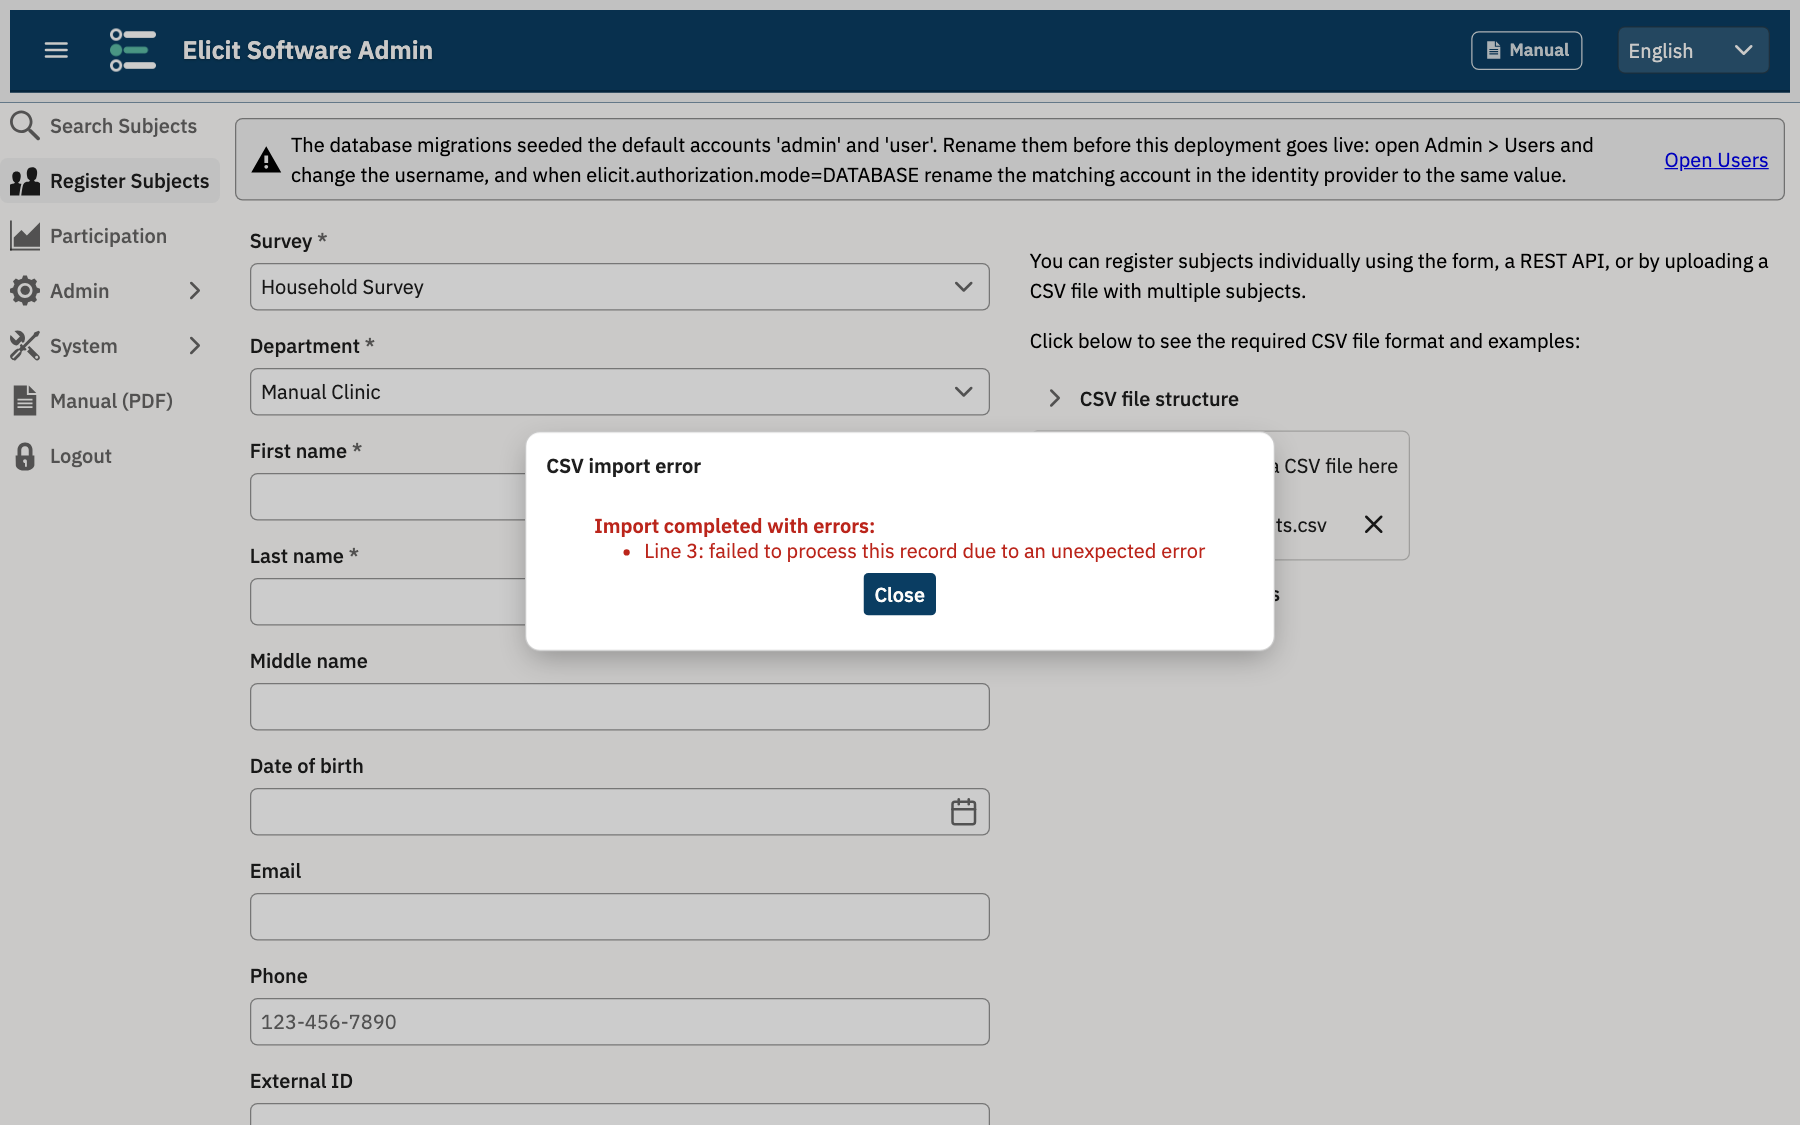 Elicit Software Admin
Manual
English
Search Subjects
Register Subjects
Participation
Admin
System
Manual (PDF)
Logout
The database migrations seeded the default accounts 'admin' and 'user'. Rename them before this deployment goes live: open Admin > Users and
change the username, and when elicit.authorization.mode=DATABASE rename the matching account in the identity provider to the same value.
Open Users
Survey *
Household Survey
Department *
Manual Clinic
First name *
Last name *
Middle name
Date of birth
Email
Phone
123-456-7890
External ID
You can register subjects individually using the form, a REST API, or by uploading a
CSV file with multiple subjects.
Click below to see the required CSV file format and examples:
CSV file structure
a CSV file here
ts.csv
s
CSV import error
Import completed with errors:
• Line 3: failed to process this record due to an unexpected error
Close